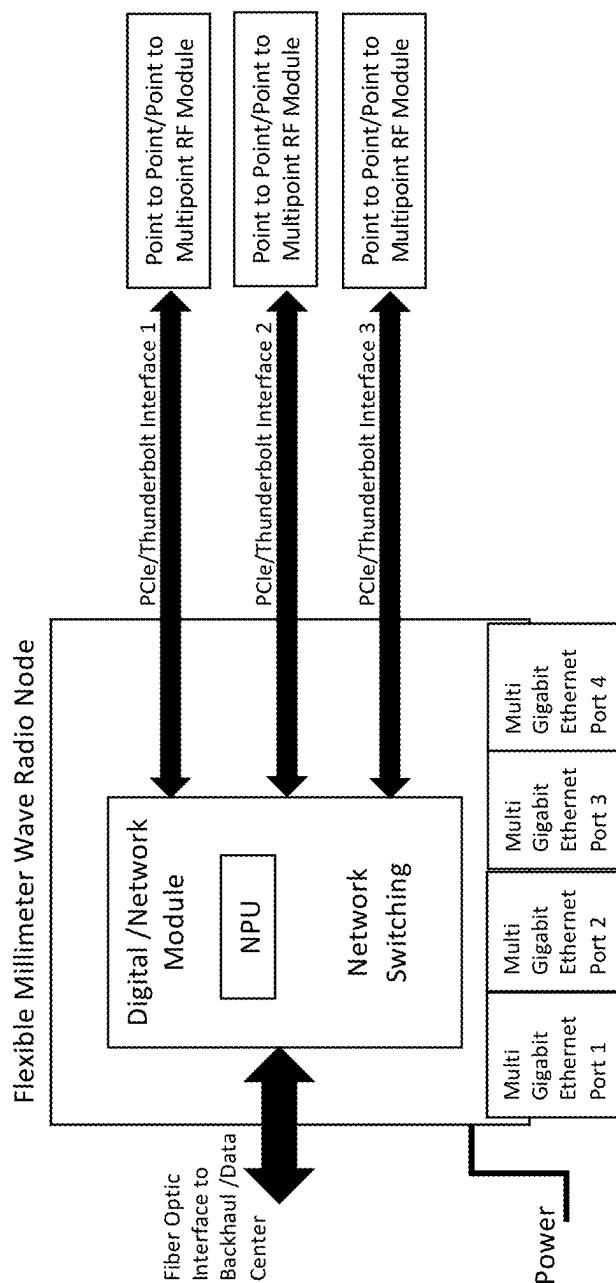 Flexible Millimeter Wave Radio Node
Fiber Optic
Interface to
Backhaul /Data
Center
Digital /Network
Module
NPU
Network
Switching
PCIe/Thunderbolt Interface 1
PCIe/Thunderbolt Interface 2
PCIe/Thunderbolt Interface 3
Point to Point/Point to
Multipoint RF Module
Point to Point/Point to
Multipoint RF Module
Point to Point/Point to
Multipoint RF Module
Multi
Gigabit
Ethernet
Port 1
Multi
Gigabit
Ethernet
Port 2
Multi
Gigabit
Ethernet
Port 3
Multi
Gigabit
Ethernet
Port 4
Power